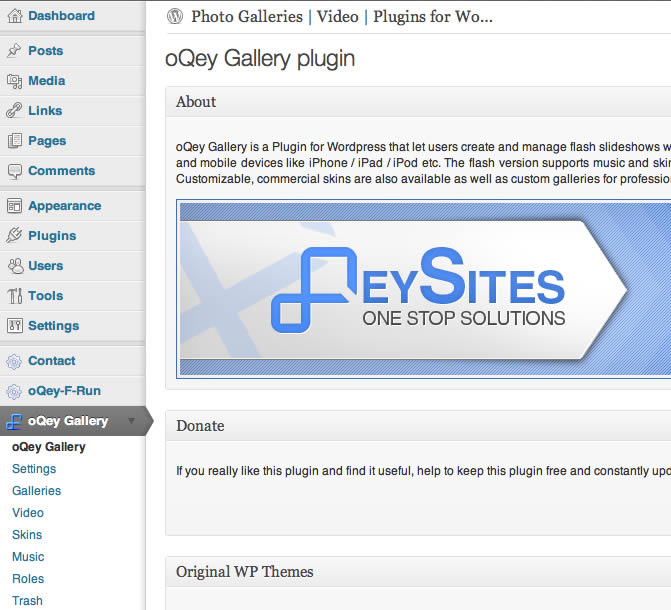 Dashboard
Posts
Media
Links
Pages
Comments
Appearance
Plugins
Users
Tools
Settings
Contact
oQey-F-Run
oQey Gallery
oQey Gallery
Settings
Galleries
Video
Skins
Music
Roles
Trash
Photo Galleries | Video | Plugins for Wo...
oQey Gallery plugin
About
oQey Gallery is a Plugin for Wordpress that let users create and manage flash slideshows w
and mobile devices like iPhone / iPad / iPod etc. The flash version supports music and skin
Customizable, commercial skins are also available as well as custom galleries for professio
EYSITES
ONE STOP SOLUTIONS
Donate
If you really like this plugin and find it useful, help to keep this plugin free and constantly upd
Original WP Themes